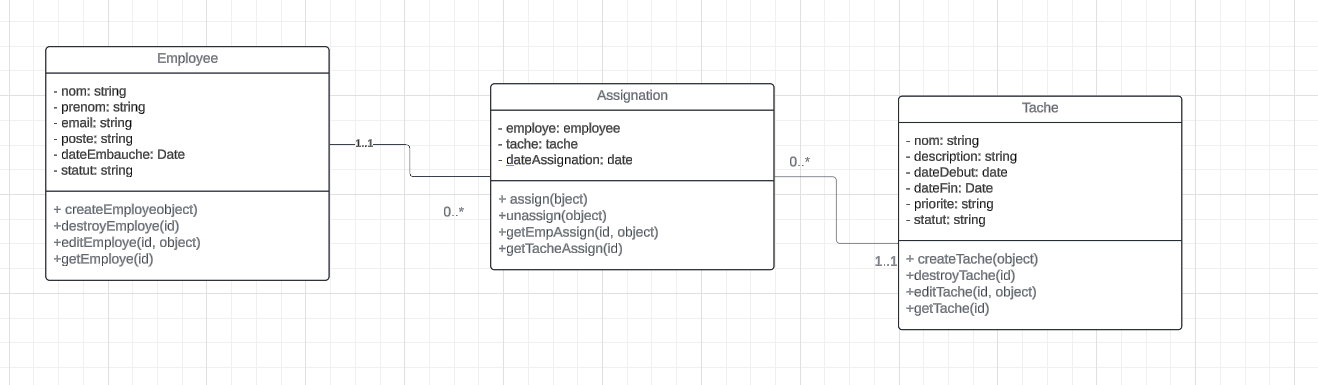 Employee
- nom: string
- prenom: string
- email: string
- poste: string
- dateEmbauche: Date
- statut: string
+ createEmployeobject)
+destroyEmploye(id)
+editEmploye(id, object)
+getEmploye(id)
1..1
0..*
Assignation
- employe: employee
- tache: tache
- dateAssignation: date
+ assign(bject)
+unassign(object)
+getEmpAssign(id, object)
+getTacheAssign(id)
0..*
1..1
Tache
- nom: string
- description: string
- dateDebut: date
- dateFin: Date
- priorite: string
- statut: string
+ createTache(object)
+destroyTache(id)
+editTache(id, object)
+getTache(id)